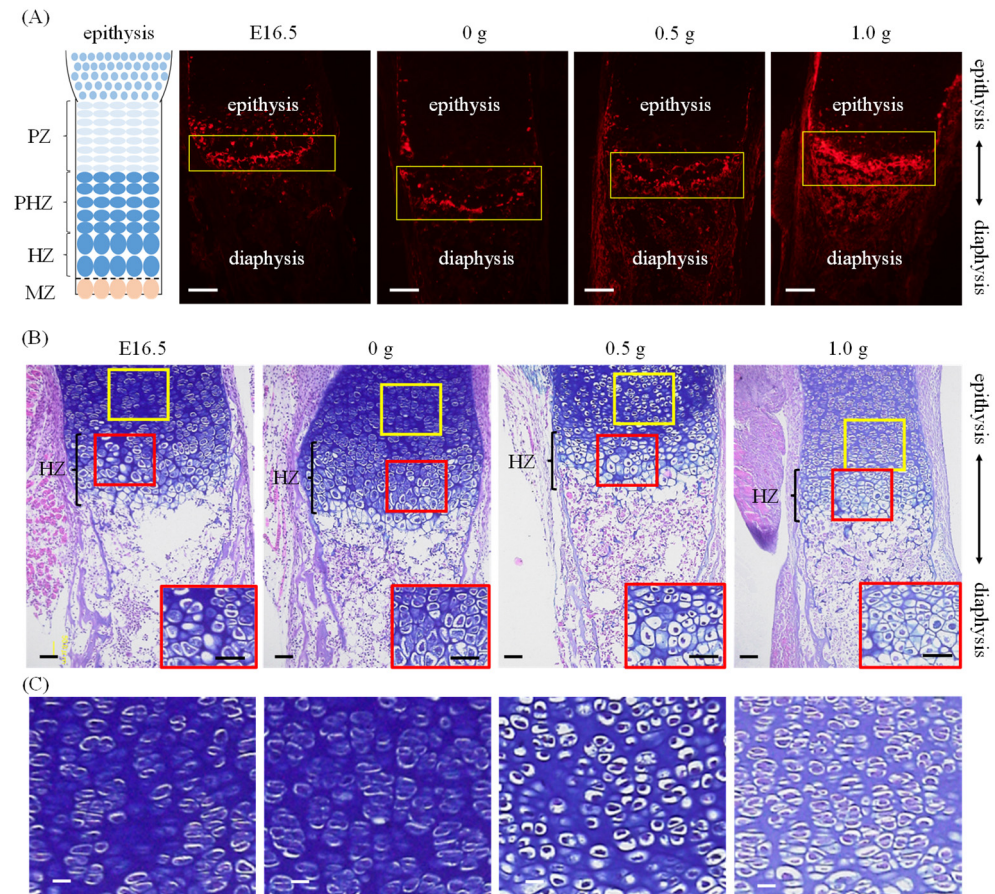 (A)
epithysis
E16.5
0 g
0.5 g
1.0 g
PZ
PHZ
HZ
MZ
epithysis
diaphysis
epithysis
diaphysis
epithysis
diaphysis
epithysis
diaphysis
epithysis
diaphysis
(B)
E16.5
0 g
0.5 g
1.0 g
HZ
HZ
HZ
HZ
epithysis
diaphysis
(C)